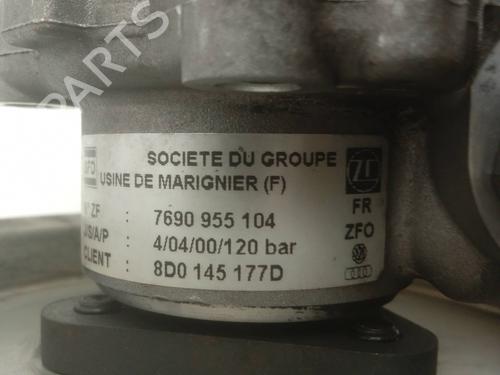 PARTS
SOCIETE DU GROUPE
USINE DE MARIGNIER (F)
ZF
FR
N° ZF : 7690 955 104
ZFO
J/S/A/P : 4/04/00/120 bar
CLIENT : 8D0 145 177D